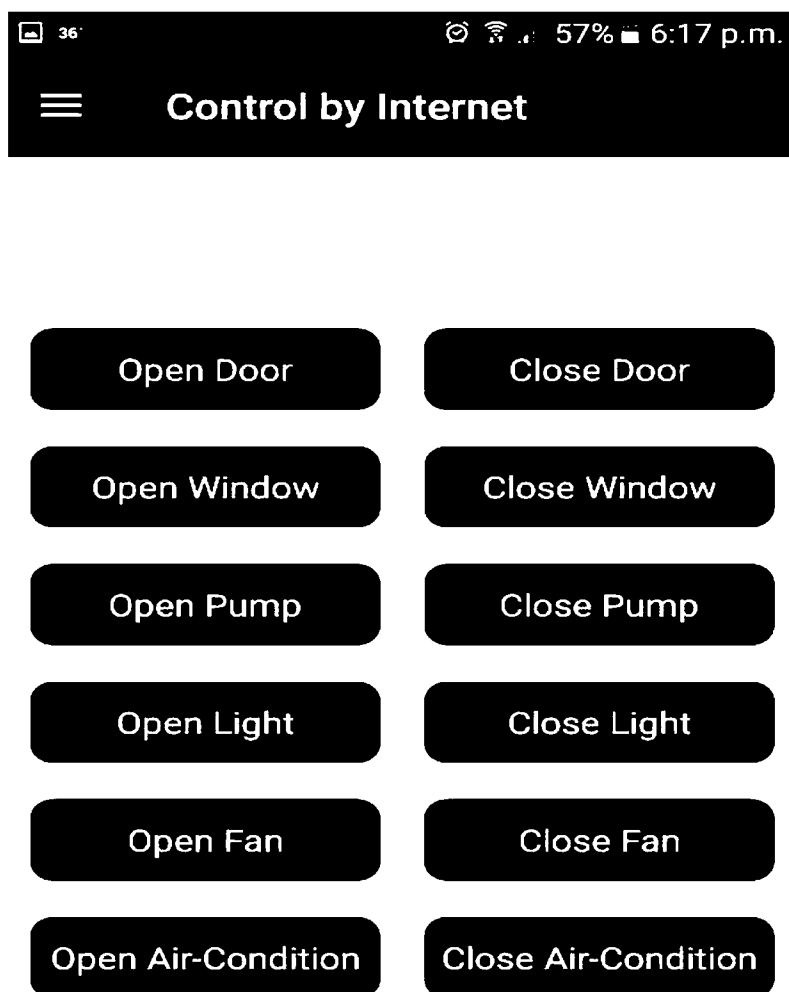 36° 57% 6:17 p.m.
Control by Internet
Open Door Close Door
Open Window Close Window
Open Pump Close Pump
Open Light Close Light
Open Fan Close Fan
Open Air-Condition Close Air-Condition